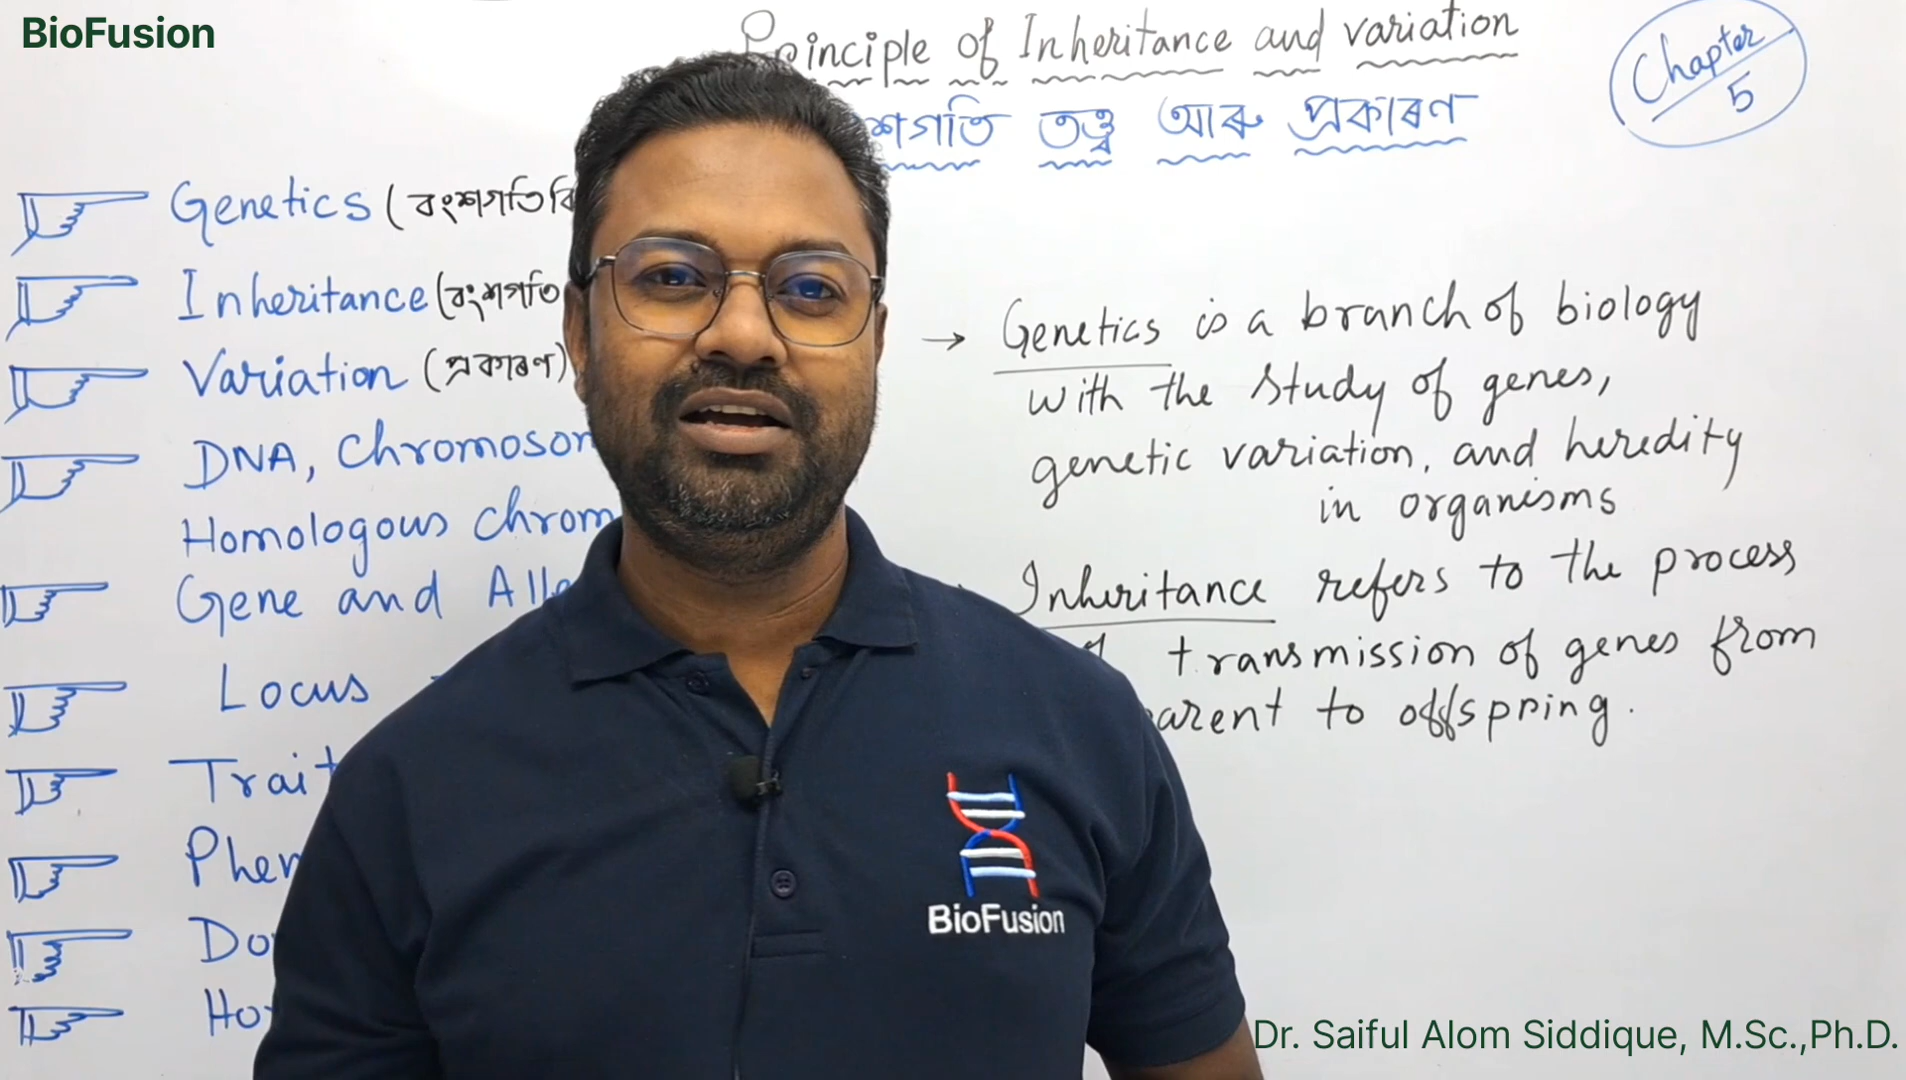 BioFusion
Principle of Inheritance and variation
শগতি তত্ত্ব আৰু প্ৰকাৰণ
Chapter
5
Genetics (বংশগতিবি
Inheritance (বংশগতি
Variation (প্ৰকাৰণ)
DNA, Chromosom
Homologous chrom
Gene and Alle
Locus
Trait
Phen
Do
Ho
→ Genetics is a branch of biology
with the study of genes,
genetic variation, and heredity
in organisms
Inheritance refers to the process
transmission of genes from
arent to offspring.
BioFusion
Dr. Saiful Alom Siddique, M.Sc.,Ph.D.